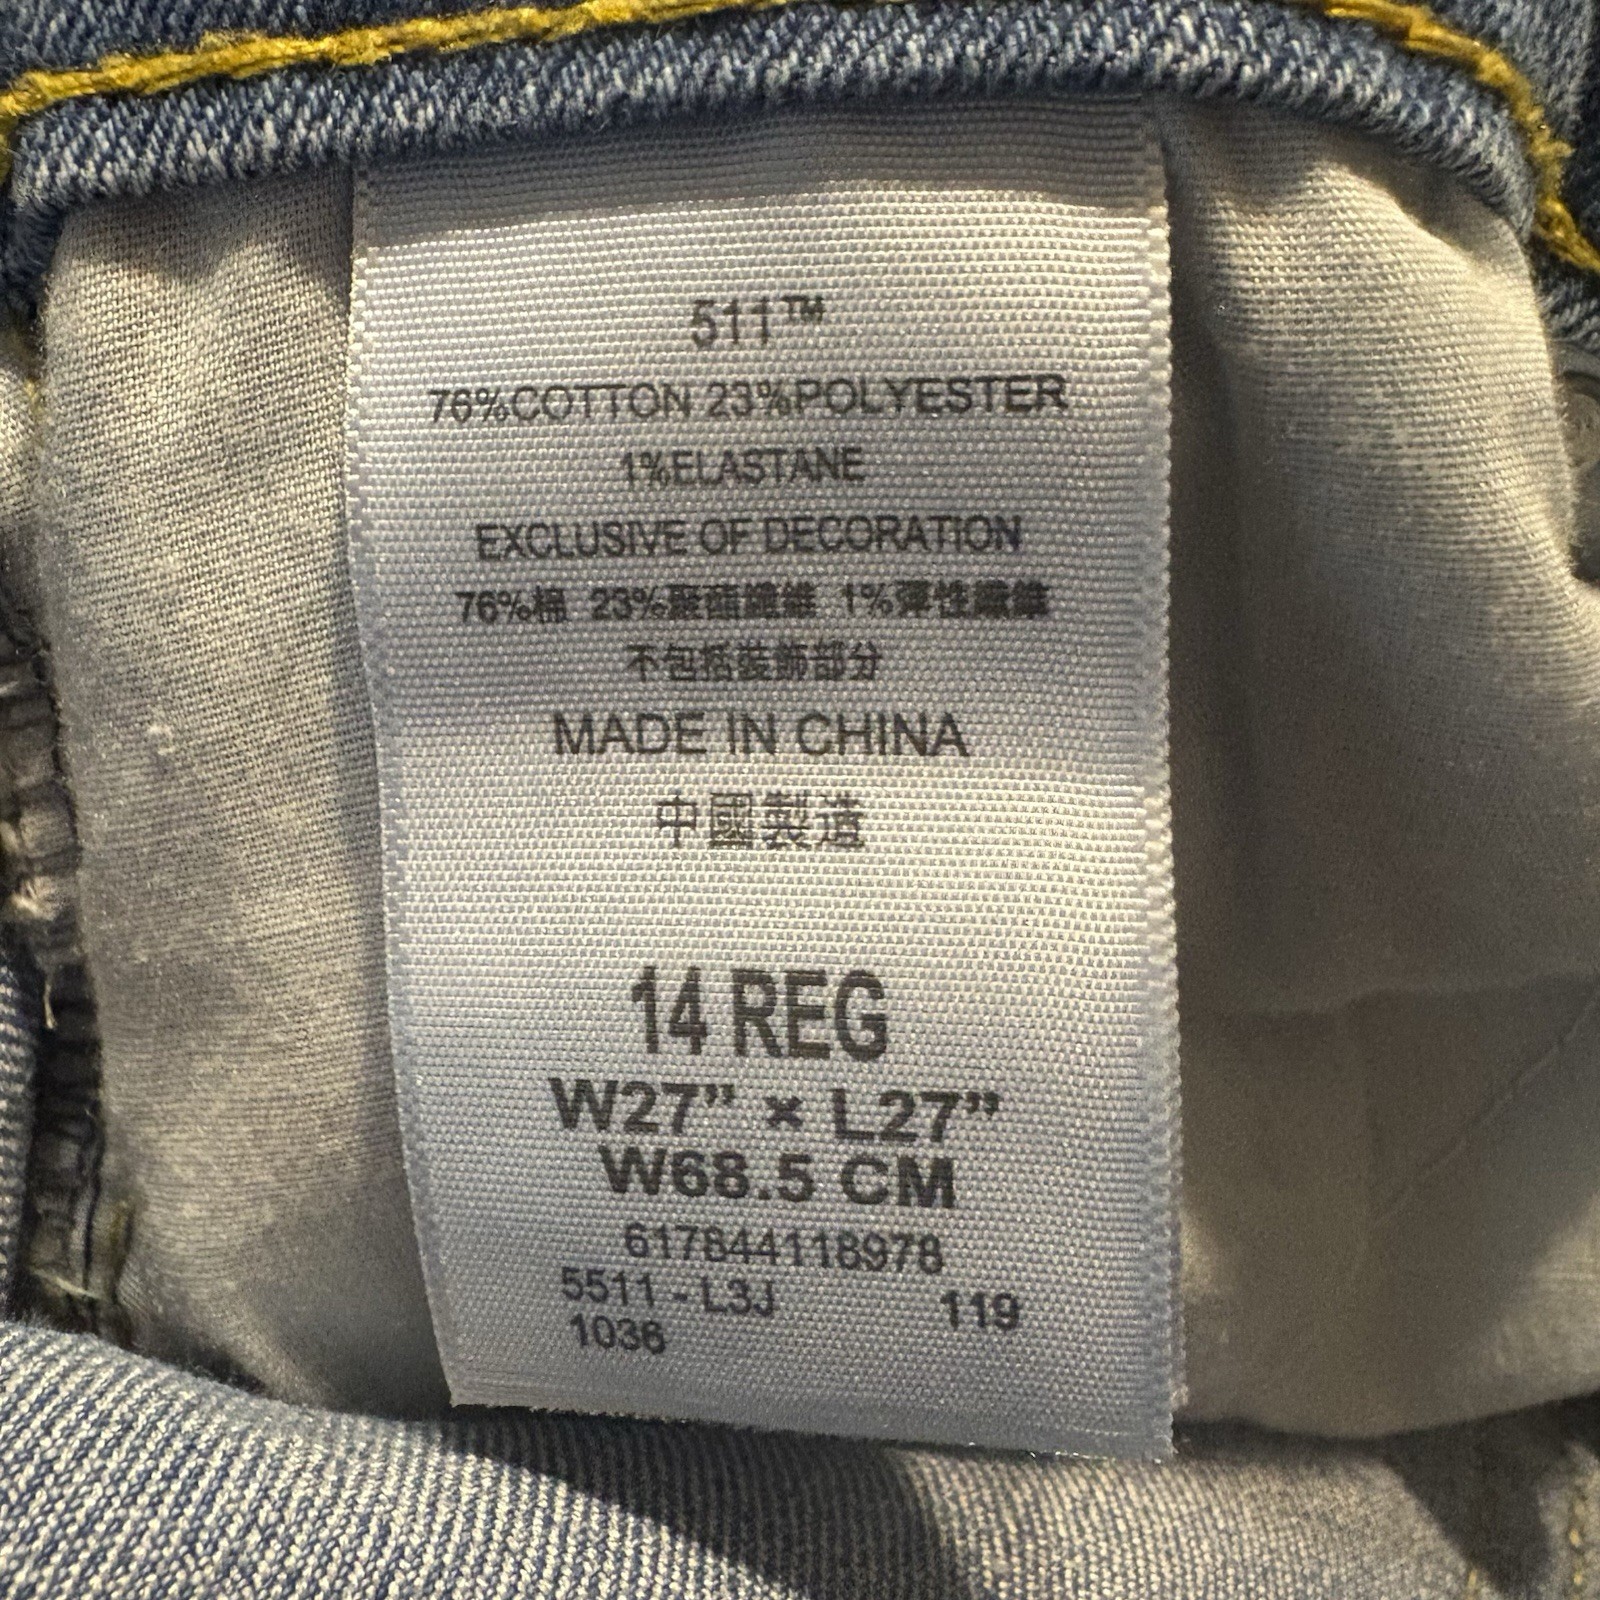 511™
76%COTTON 23%POLYESTER
1%ELASTANE
EXCLUSIVE OF DECORATION
76%棉 23%聚酯纖維 1%彈性纖維
不包括裝飾部分
MADE IN CHINA
中國製造
14 REG
W27" × L27"
W68.5 CM
617844118978
5511 - L3J 119
1036